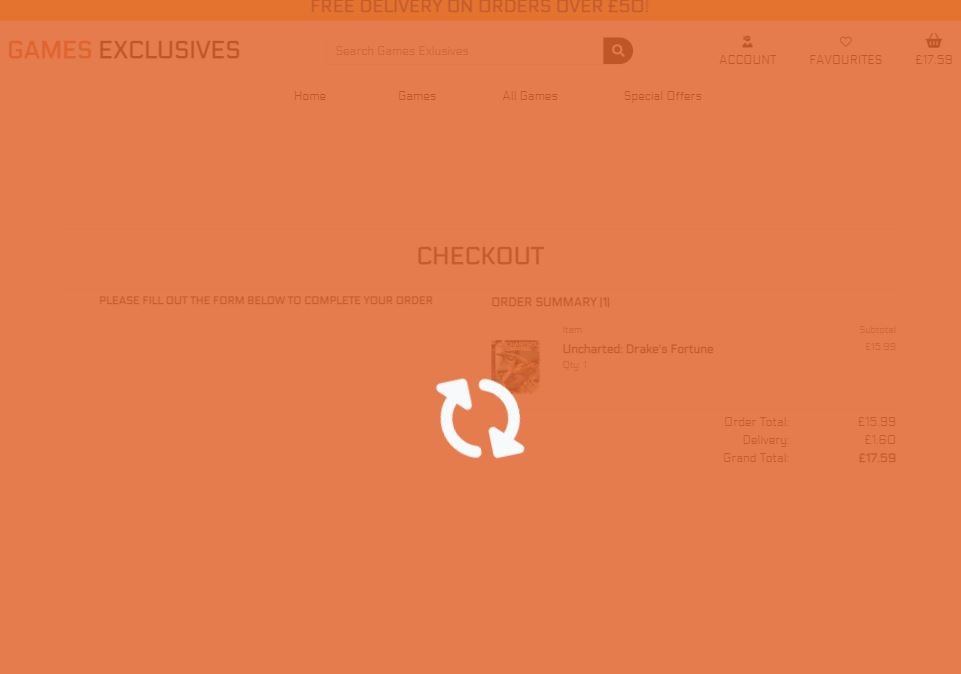 FREE DELIVERY ON ORDERS OVER £50!
GAMES EXCLUSIVES
Search Games Exlusives
ACCOUNT
FAVOURITES
£17.59
Home
Games
All Games
Special Offers
CHECKOUT
PLEASE FILL OUT THE FORM BELOW TO COMPLETE YOUR ORDER
ORDER SUMMARY (1)
Item
Subtotal
Uncharted: Drake's Fortune
£15.99
Qty: 1
Order Total: £15.99
Delivery: £1.60
Grand Total: £17.59